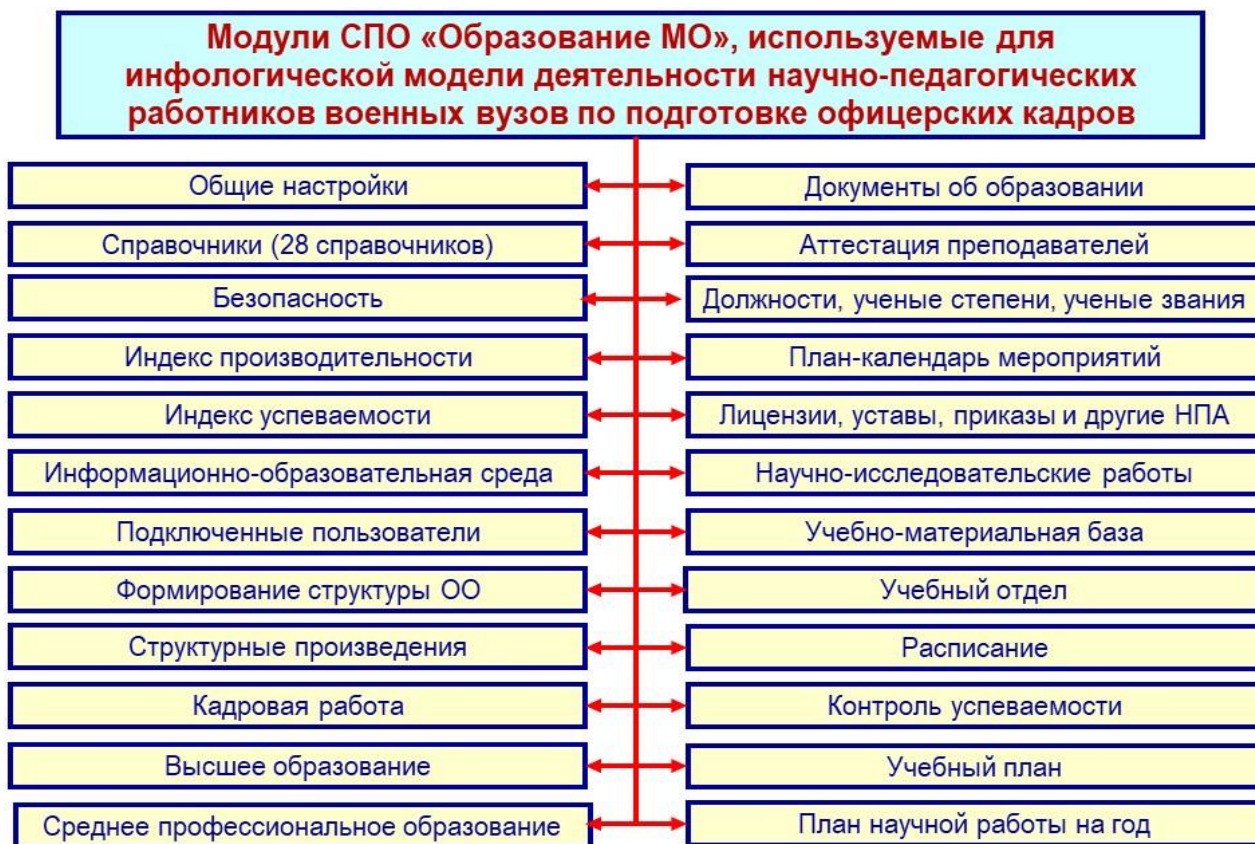 Модули СПО «Образование МО», используемые для
инфологической модели деятельности научно-педагогических
работников военных вузов по подготовке офицерских кадров
Общие настройки
Документы об образовании
Справочники (28 справочников)
Аттестация преподавателей
Безопасность
Должности, ученые степени, ученые звания
Индекс производительности
План-календарь мероприятий
Индекс успеваемости
Лицензии, уставы, приказы и другие НПА
Информационно-образовательная среда
Научно-исследовательские работы
Подключенные пользователи
Учебно-материальная база
Формирование структуры ОО
Учебный отдел
Структурные произведения
Расписание
Кадровая работа
Контроль успеваемости
Высшее образование
Учебный план
Среднее профессиональное образование
План научной работы на год